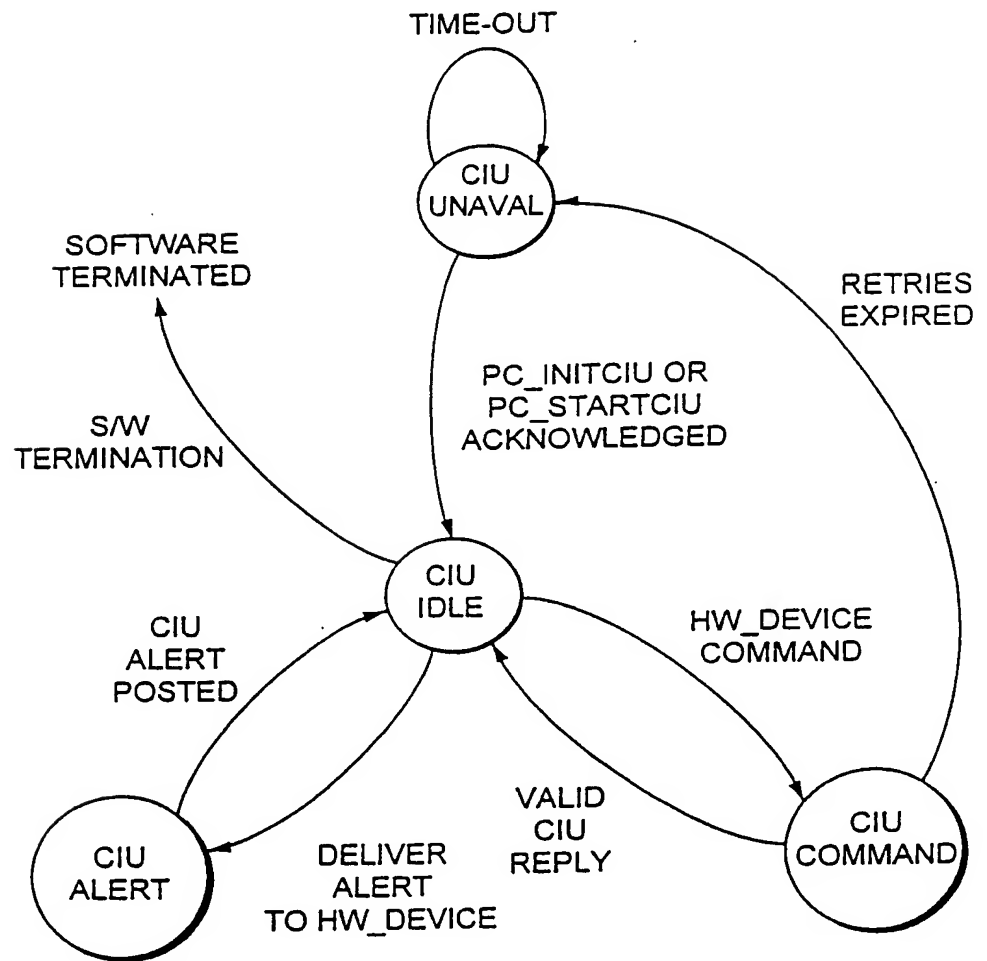 TIME-OUT
CIU
UNAVAL
SOFTWARE
TERMINATED
RETRIES
EXPIRED
PC_INITCIU OR
PC_STARTCIU
ACKNOWLEDGED
S/W
TERMINATION
CIU
IDLE
HW_DEVICE
COMMAND
CIU
ALERT
POSTED
VALID
CIU
REPLY
CIU
COMMAND
CIU
ALERT
DELIVER
ALERT
TO HW_DEVICE